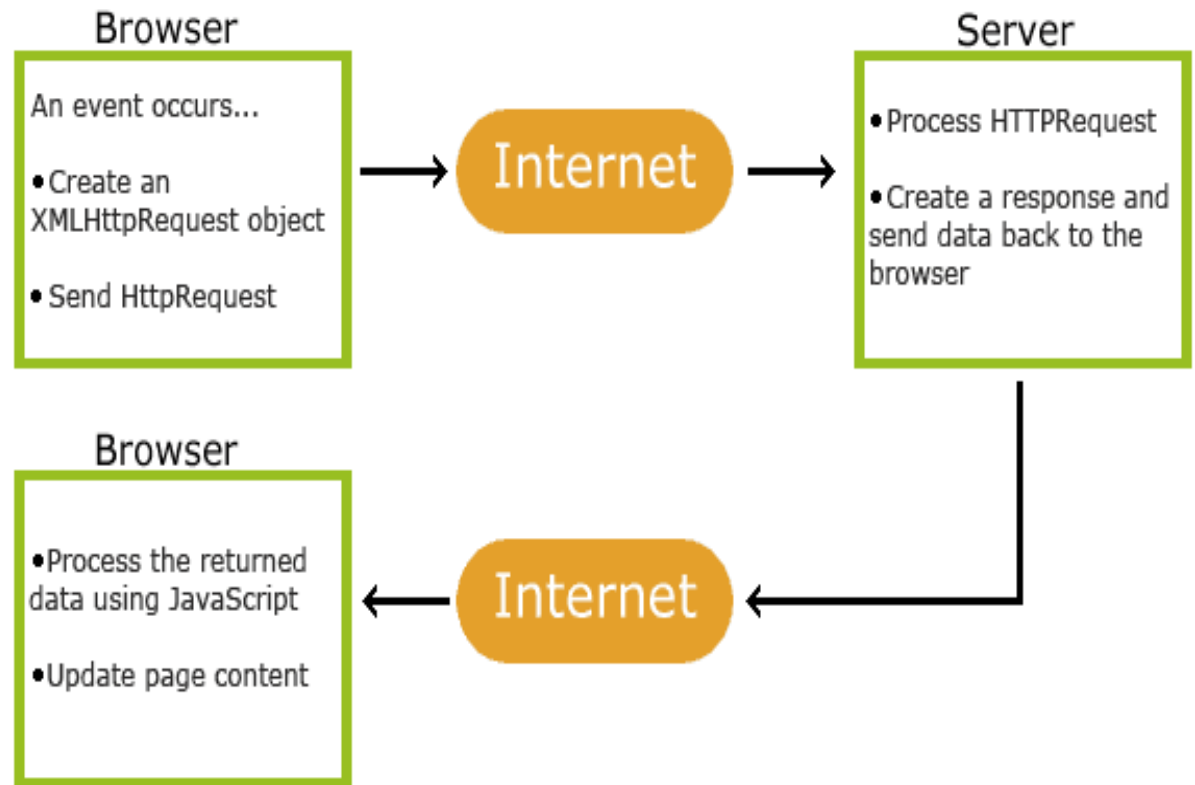 Browser
An event occurs...
•Create an
XMLHttpRequest object
• Send HttpRequest
Internet
Server
•Process HTTPRequest
•Create a response and
send data back to the
browser
Browser
•Process the returned
data using JavaScript
•Update page content
Internet